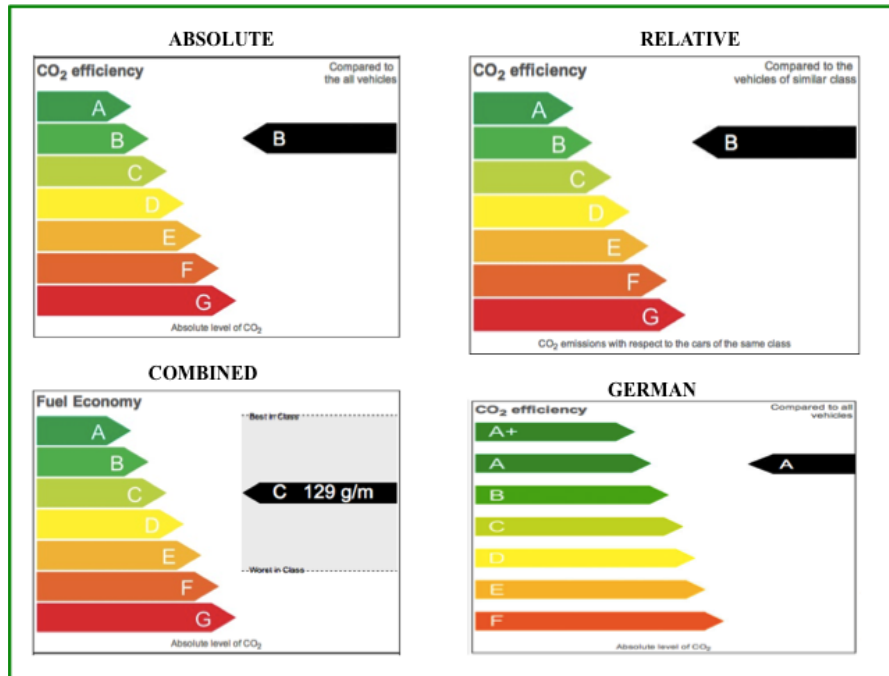 ABSOLUTE
CO₂ efficiency
Compared to
the all vehicles
A
B
B
C
D
E
F
G
Absolute level of CO₂
RELATIVE
CO₂ efficiency
Compared to the
vehicles of similar class
A
B
B
C
D
E
F
G
CO₂ emissions with respect to the cars of the same class
COMBINED
Fuel Economy
Best in Class
A
B
C
C 129 g/m
D
E
Worst in Class
F
G
Absolute level of CO₂
GERMAN
CO₂ efficiency
Compared to all
vehicles
A+
A
A
B
C
D
E
F
Absolute level of CO₂